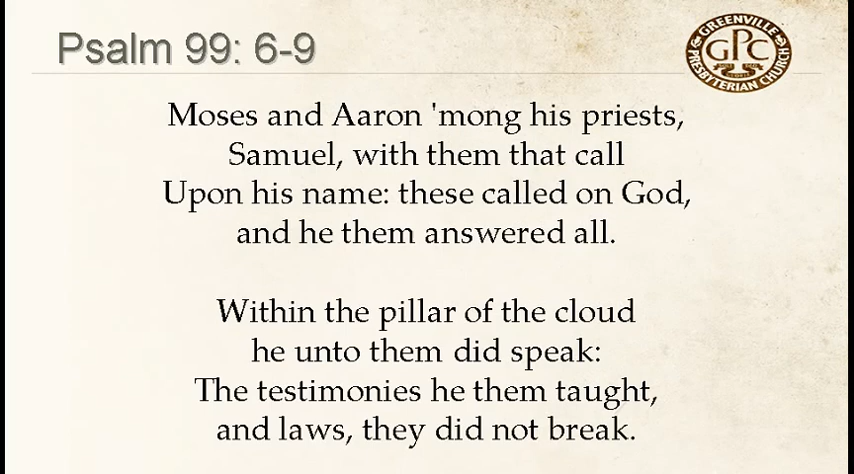 Psalm 99: 6-9
GREENVILLE
GPC
PRESBYTERIAN CHURCH
Moses and Aaron 'mong his priests,
Samuel, with them that call
Upon his name: these called on God,
and he them answered all.
Within the pillar of the cloud
he unto them did speak:
The testimonies he them taught,
and laws, they did not break.